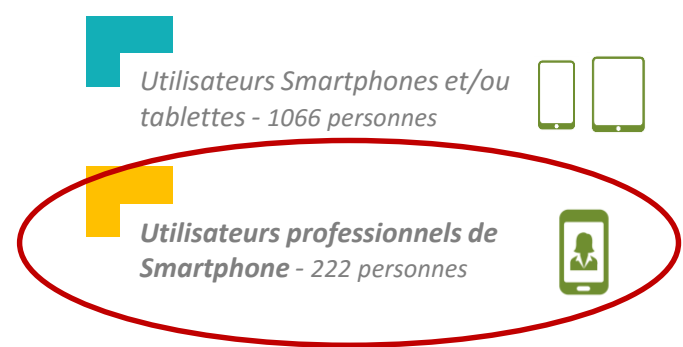 Utilisateurs Smartphones et/ou
tablettes - 1066 personnes
Utilisateurs professionnels de
Smartphone - 222 personnes